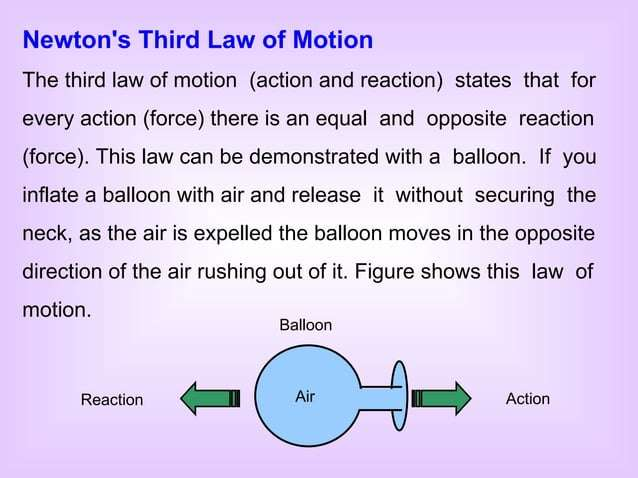 Newton's Third Law of Motion
The third law of motion (action and reaction) states that for
every action (force) there is an equal and opposite reaction
(force). This law can be demonstrated with a balloon. If you
inflate a balloon with air and release it without securing the
neck, as the air is expelled the balloon moves in the opposite
direction of the air rushing out of it. Figure shows this law of
motion.
Balloon
Reaction
Air
Action